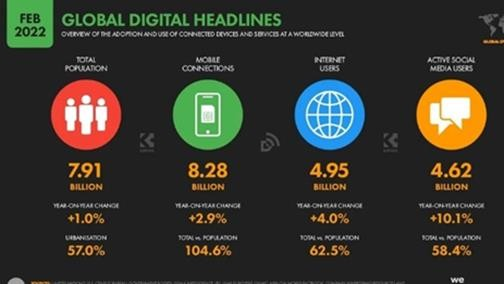 FEB
2022
GLOBAL DIGITAL HEADLINES
OVERVIEW OF THE ADOPTION AND USE OF CONNECTED DEVICES AND SERVICES AT A WORLDWIDE LEVEL
TOTAL
POPULATION
MOBILE
CONNECTIONS
INTERNET
USERS
ACTIVE SOCIAL
MEDIA USERS
7.91
BILLION
8.28
BILLION
4.95
BILLION
4.62
BILLION
YEAR-ON-YEAR CHANGE
+1.0%
YEAR-ON-YEAR CHANGE
+2.9%
YEAR-ON-YEAR CHANGE
+4.0%
YEAR-ON-YEAR CHANGE
+10.1%
URBANISATION
57.0%
TOTAL vs. POPULATION
104.6%
TOTAL vs. POPULATION
62.5%
TOTAL vs. POPULATION
58.4%
we